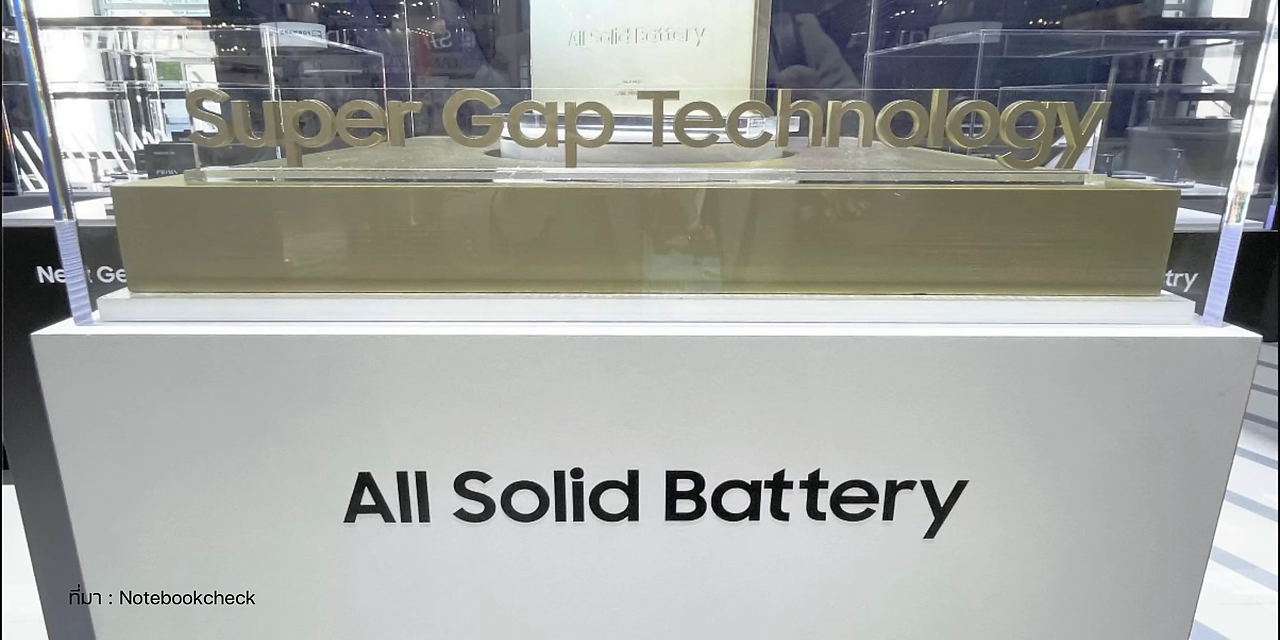 All Solid Battery
Super Gap Technology
All Solid Battery
ที่มา : Notebookcheck